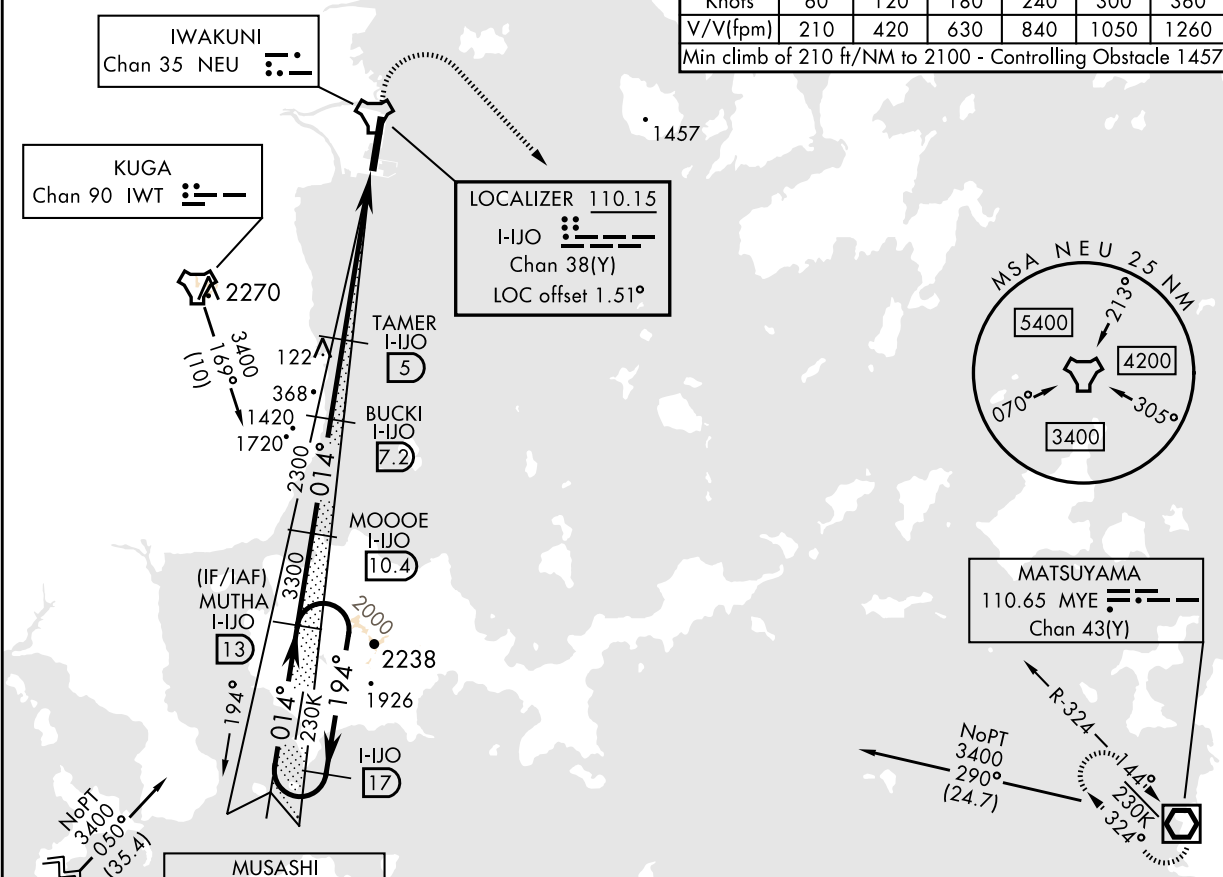 Knots 60 120 180 240 300 360
V/V(fpm) 210 420 630 840 1050 1260
Min climb of 210 ft/NM to 2100 - Controlling Obstacle 1457
IWAKUNI
Chan 35 NEU
1457
KUGA
Chan 90 IWT
LOCALIZER 110.15
I-IJO
Chan 38(Y)
LOC offset 1.51°
2270
3400
169°
(10)
MSA NEU 25 NM
213°
5400
4200
070°
305°
3400
TAMER
I-IJO
5
122
368
1420
1720
BUCKI
I-IJO
7.2
2300
014°
MOOOE
I-IJO
10.4
3300
(IF/IAF)
MUTHA
I-IJO
13
2000
2238
1926
194°
014°
230K
194°
I-IJO
17
MATSUYAMA
110.65 MYE
Chan 43(Y)
R-324
NoPT
3400
290°
(24.7)
144°
230K
324°
NoPT
3400
050°
(35.4)
MUSASHI